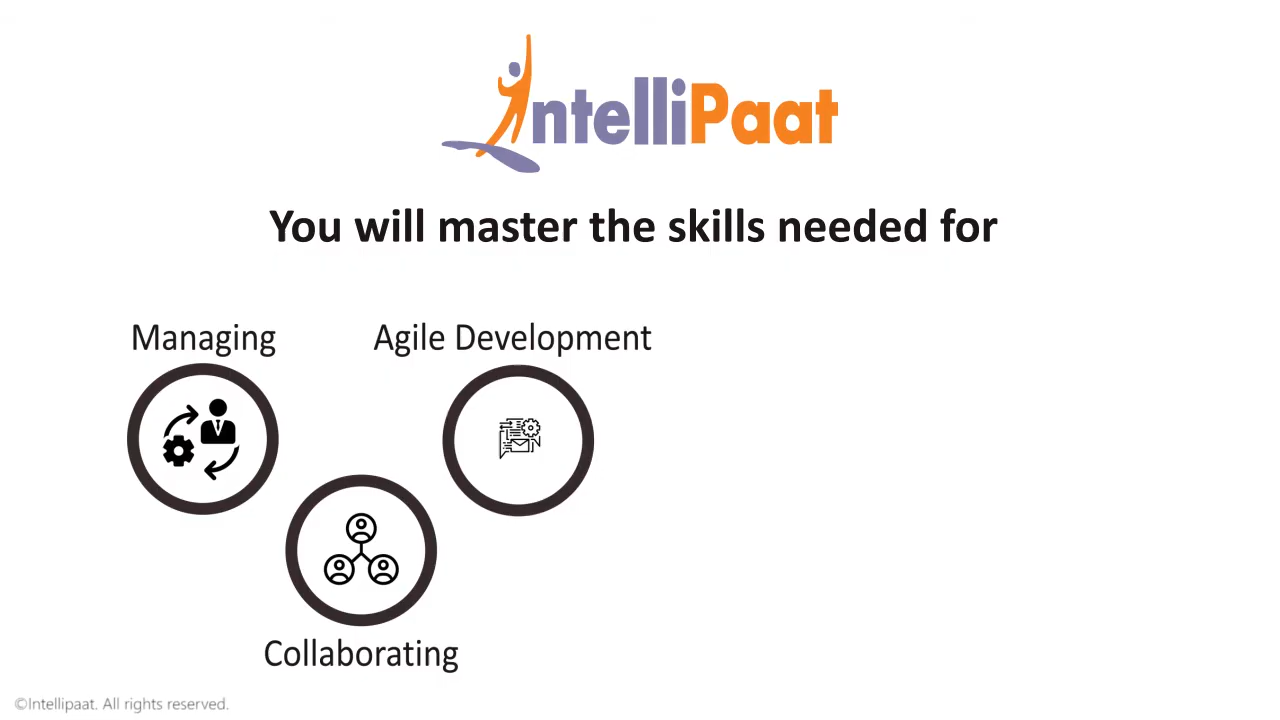 IntelliPaat
You will master the skills needed for
Managing
Agile Development
Collaborating
©Intellipaat. All rights reserved.